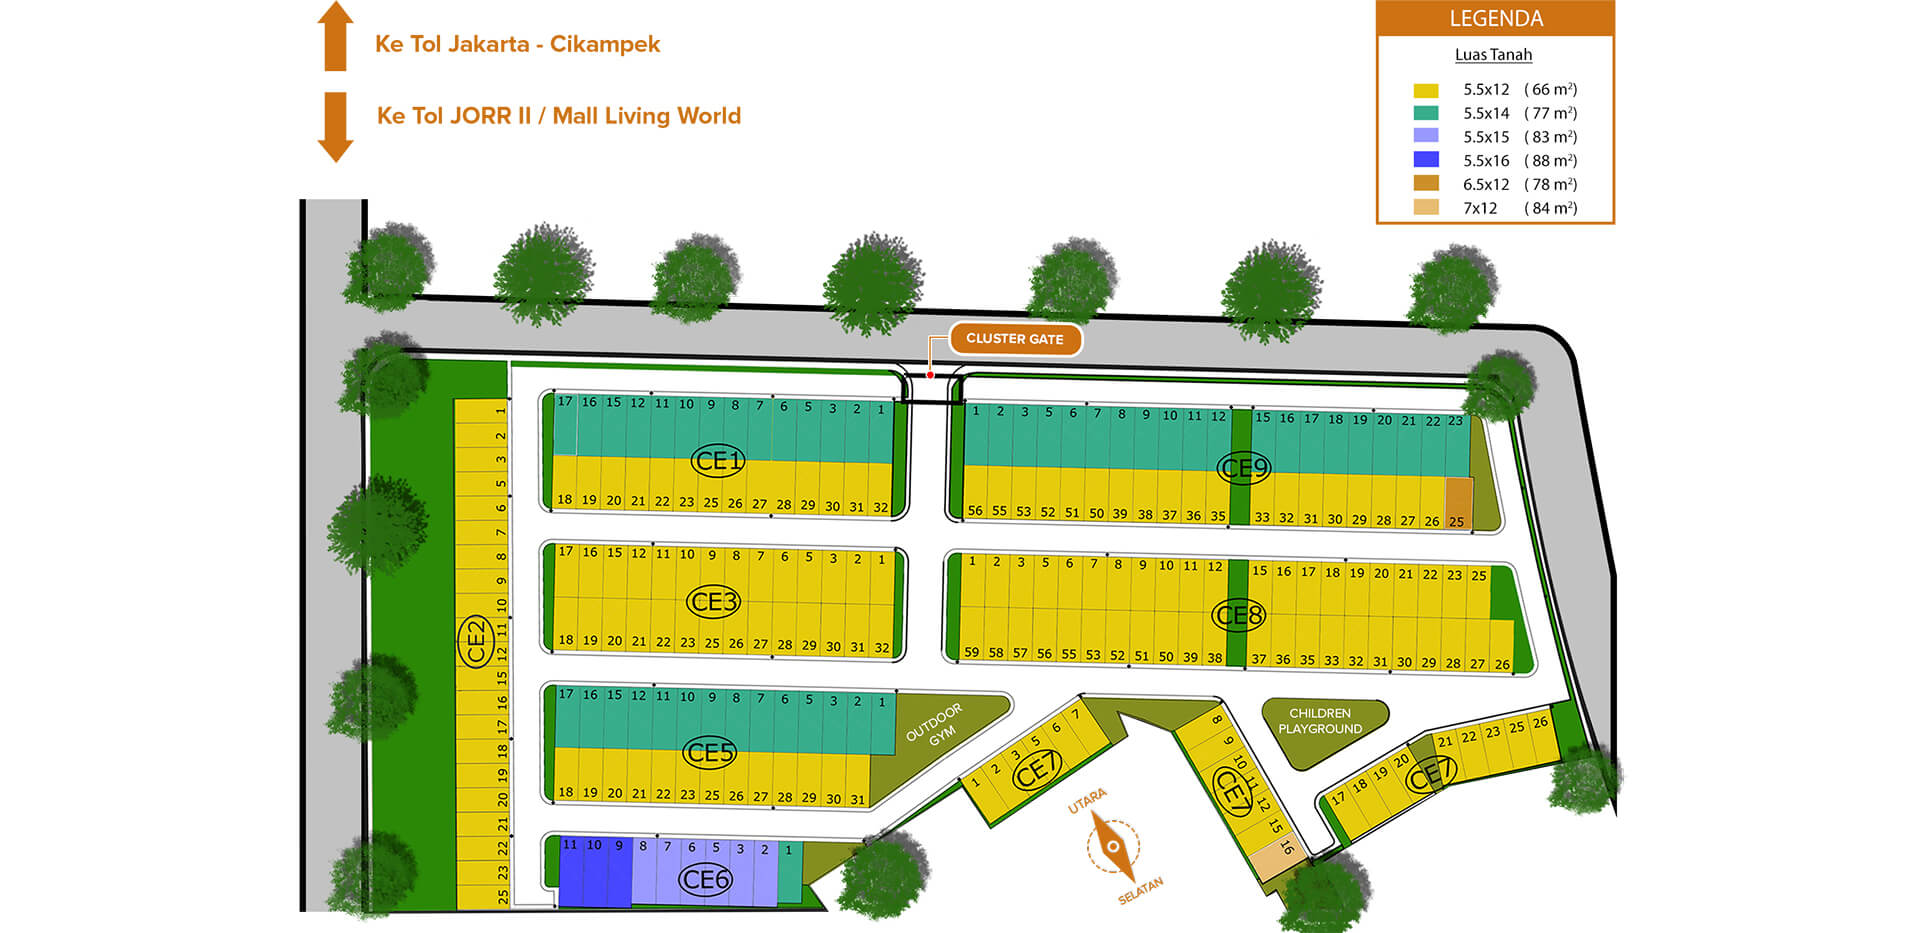 Ke Tol Jakarta - Cikampek
Ke Tol JORR II / Mall Living World
LEGENDA
Luas Tanah
5.5x12 ( 66 m²)
5.5x14 ( 77 m²)
5.5x15 ( 83 m²)
5.5x16 ( 88 m²)
6.5x12 ( 78 m²)
7x12 ( 84 m²)
CLUSTER GATE
17 16 15 12 11 10 9 8 7 6 5 3 2 1
CE1
18 19 20 21 22 23 25 26 27 28 29 30 31 32
1 2 3 5 6 7 8 9 10 11 12 15 16 17 18 19 20 21 22 23
CE9
56 55 53 52 51 50 39 38 37 36 35 33 32 31 30 29 28 27 26 25
1
2
3
5
6
7
8
9
10
11
12
15
16
17
18
19
20
21
22
23
25
CE2
17 16 15 12 11 10 9 8 7 6 5 3 2 1
CE3
18 19 20 21 22 23 25 26 27 28 29 30 31 32
1 2 3 5 6 7 8 9 10 11 12 15 16 17 18 19 20 21 22 23 25
CE8
59 58 57 56 55 53 52 51 50 39 38 37 36 35 33 32 31 30 29 28 27 26
17 16 15 12 11 10 9 8 7 6 5 3 2 1
CE5
18 19 20 21 22 23 25 26 27 28 29 30 31
OUTDOOR
GYM
1 2 3 5 6 7
CE7
8
9
10
11
12
15
16
CE7
CHILDREN
PLAYGROUND
17 18 19 20 21 22 23 25 26
CE7
11 10 9 8 7 6 5 3 2 1
CE6
UTARA
SELATAN